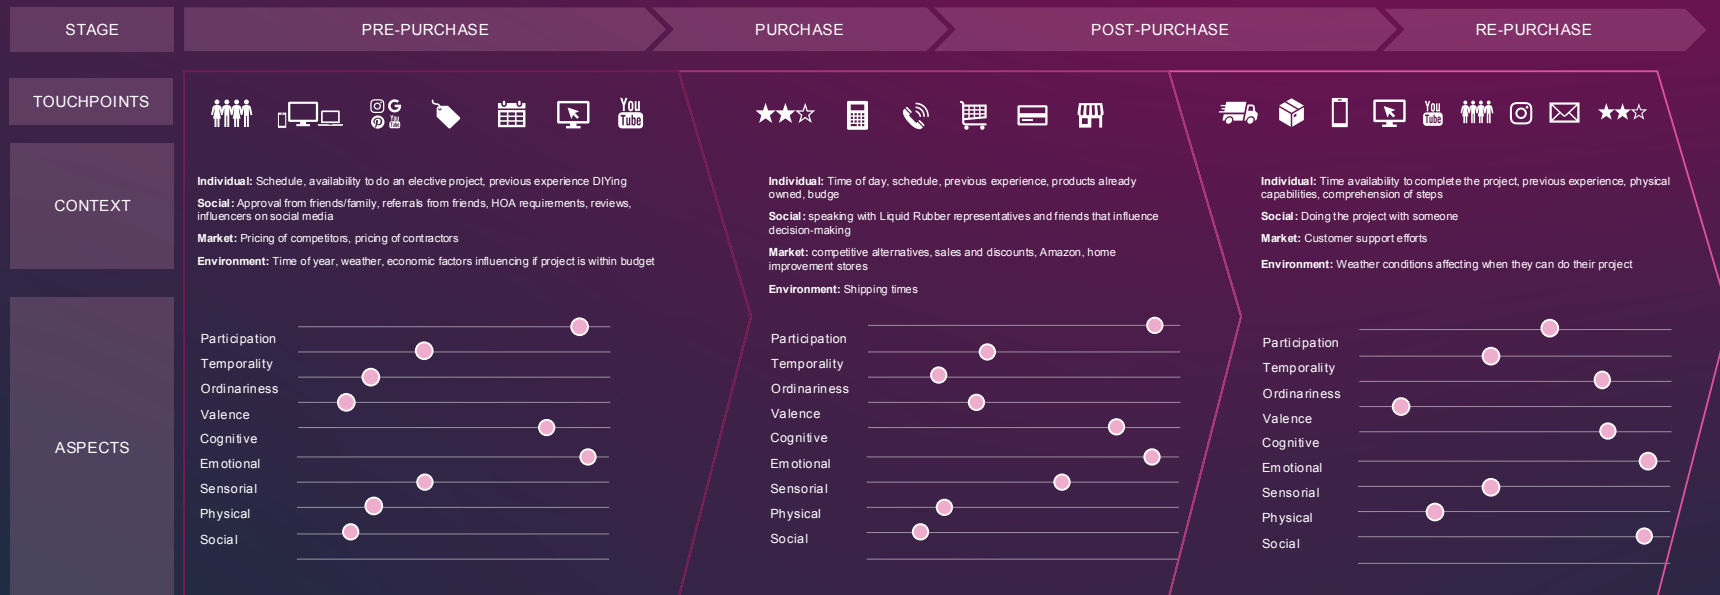 STAGE
PRE-PURCHASE
PURCHASE
POST-PURCHASE
RE-PURCHASE
TOUCHPOINTS
You
Tube
You
Tube
CONTEXT
Individual: Schedule, availability to do an elective project, previous experience DIYing
Social: Approval from friends/family, referrals from friends, HOA requirements, reviews,
influencers on social media
Market: Pricing of competitors, pricing of contractors
Environment: Time of year, weather, economic factors influencing if project is within budget
Individual: Time of day, schedule, previous experience, products already
owned, budge
Social: speaking with Liquid Rubber representatives and friends that influence
decision-making
Market: competitive alternatives, sales and discounts, Amazon, home
improvement stores
Environment: Shipping times
Individual: Time availability to complete the project, previous experience, physical
capabilities, comprehension of steps
Social: Doing the project with someone
Market: Customer support efforts
Environment: Weather conditions affecting when they can do their project
ASPECTS
Participation
Temporality
Ordinariness
Valence
Cognitive
Emotional
Sensorial
Physical
Social
Participation
Temporality
Ordinariness
Valence
Cognitive
Emotional
Sensorial
Physical
Social
Participation
Temporality
Ordinariness
Valence
Cognitive
Emotional
Sensorial
Physical
Social